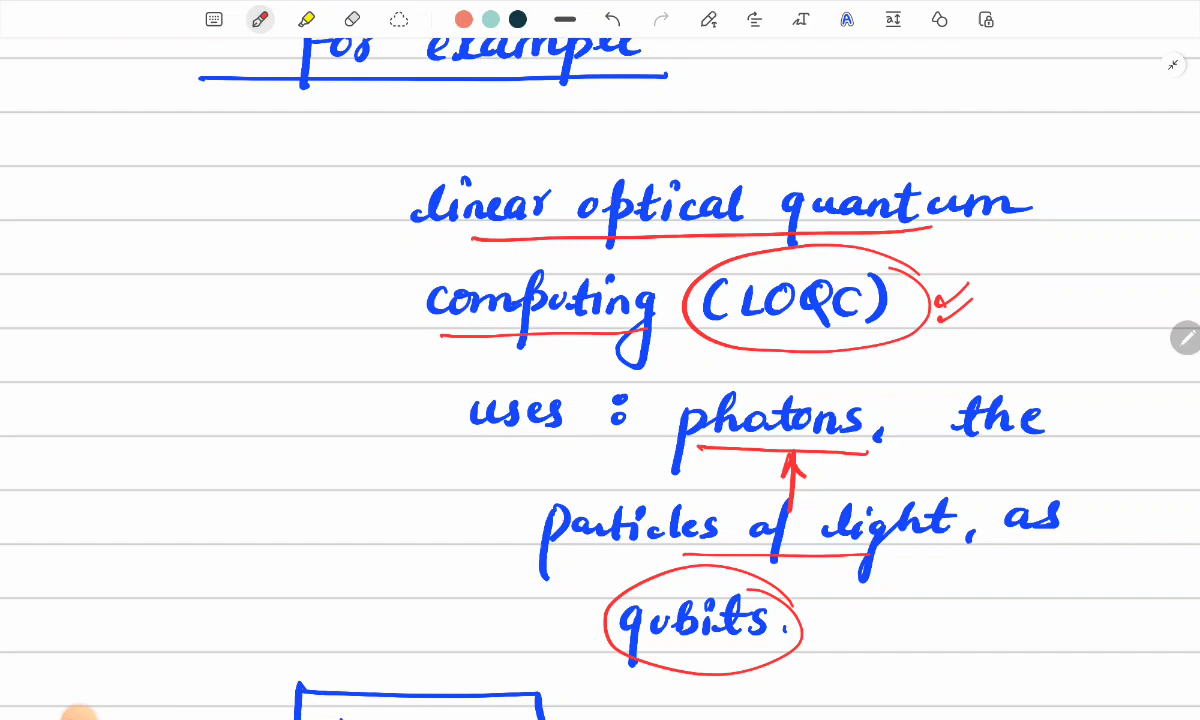 For example
linear optical quantum
computing (LOQC)
uses : photons, the
particles of light, as
qubits.